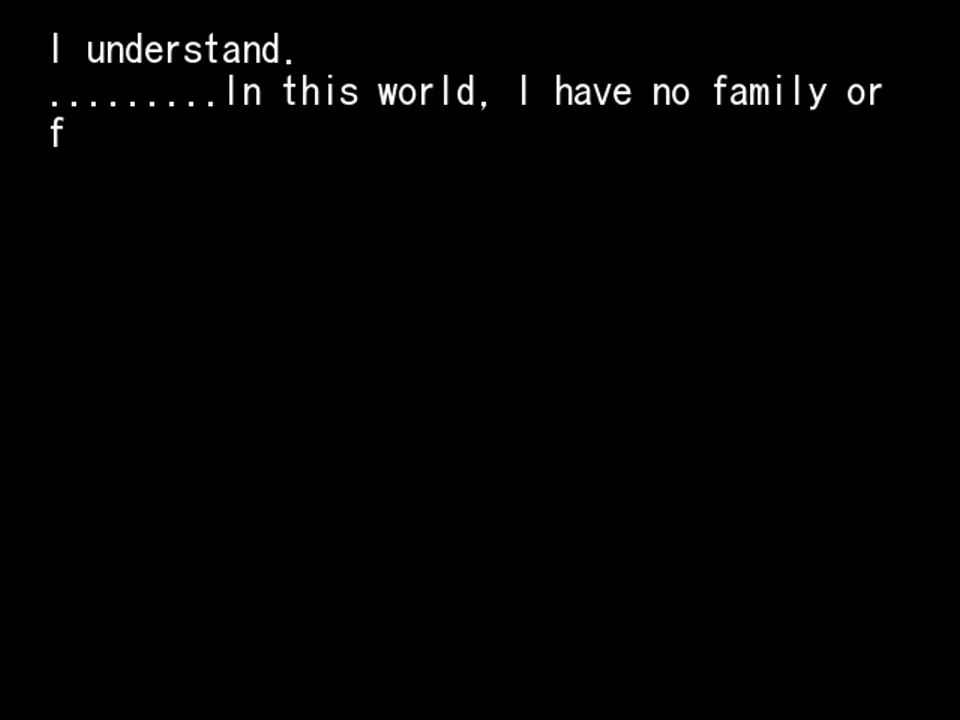 I understand.
.........In this world, I have no family or
f